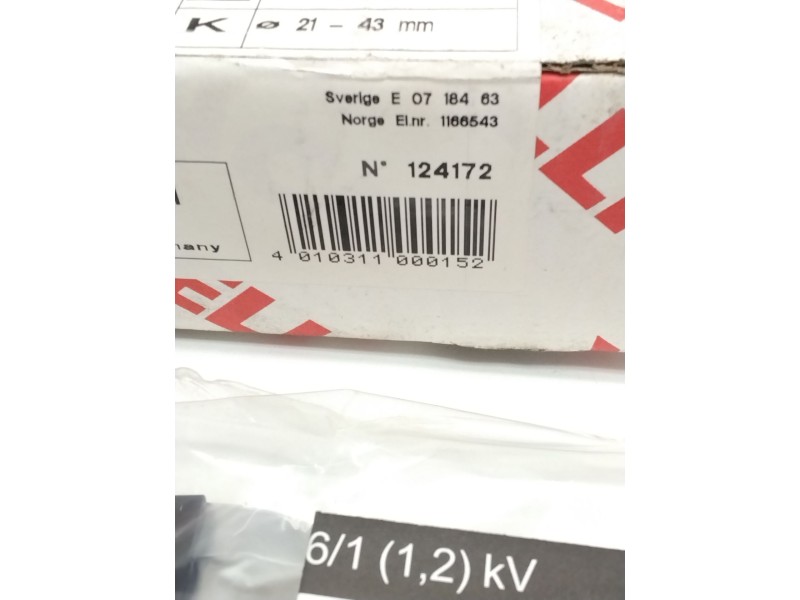 K ⌀ 21 - 43 mm
Sverige E 07 184 63
Norge El.nr. 1166543
N° 124172
4 010311 000152
6/1 (1,2) kV